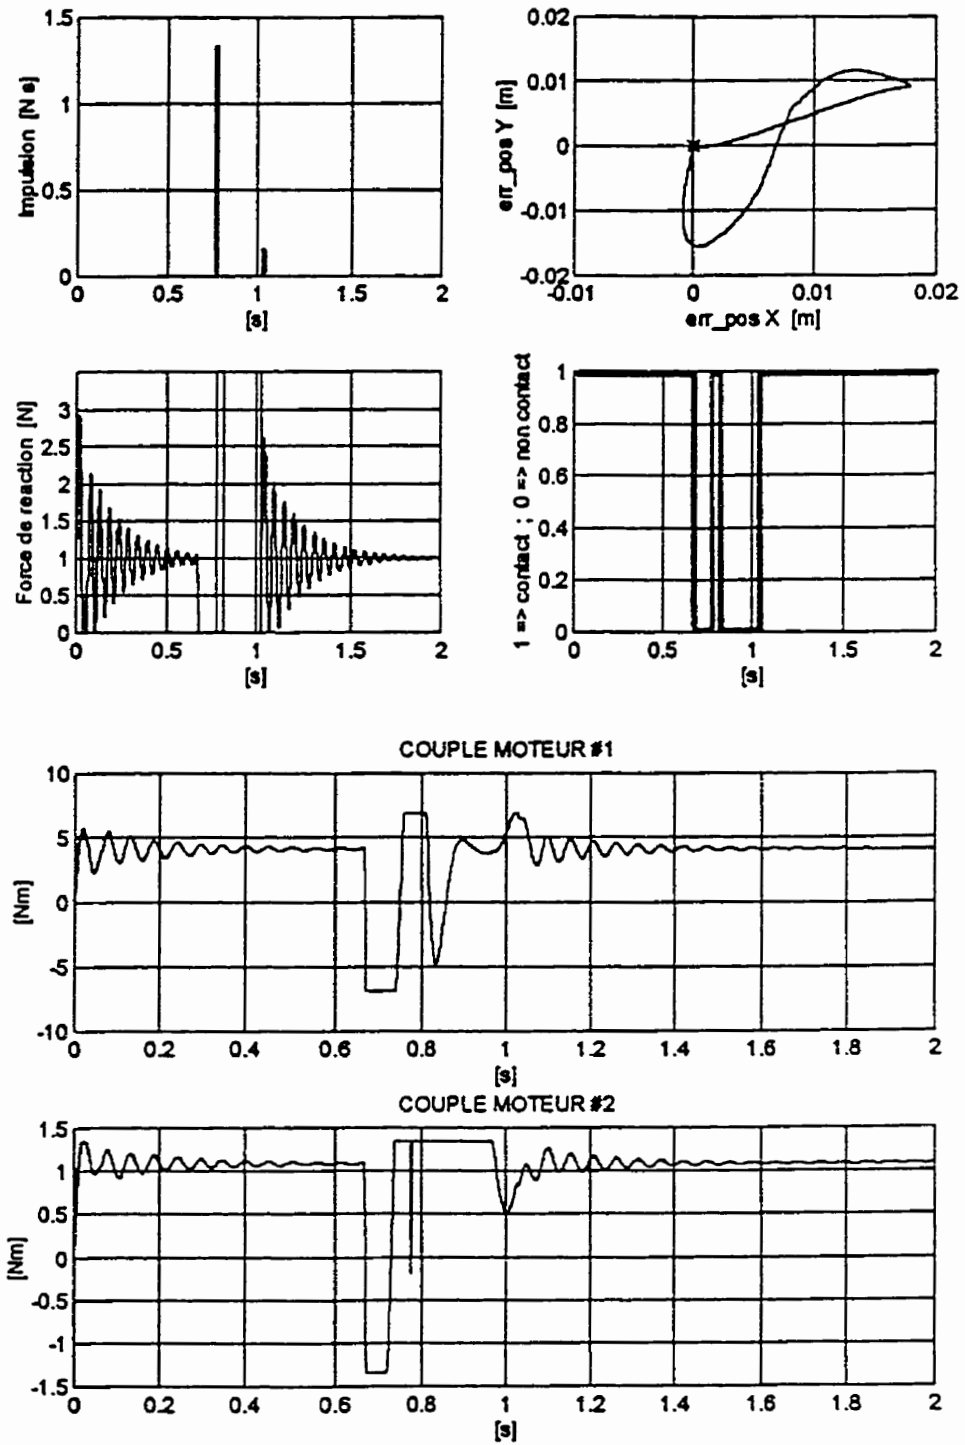 Impulsion [N s]
1.5
1
0.5
0
0 0.5 1 1.5 2
[s]
err_pos Y [m]
0.02
0.01
0
-0.01
-0.02
-0.01 0 0.01 0.02
err_pos X [m]
Force de reaction [N]
3
2.5
2
1.5
1
0.5
0
0 0.5 1 1.5 2
[s]
1 => contact ; 0 => non contact
1
0.8
0.6
0.4
0.2
0
0 0.5 1 1.5 2
[s]
COUPLE MOTEUR #1
[Nm]
10
5
0
-5
-10
0 0.2 0.4 0.6 0.8 1 1.2 1.4 1.6 1.8 2
[s]
COUPLE MOTEUR #2
[Nm]
1.5
1
0.5
0
-0.5
-1
-1.5
0 0.2 0.4 0.6 0.8 1 1.2 1.4 1.6 1.8 2
[s]